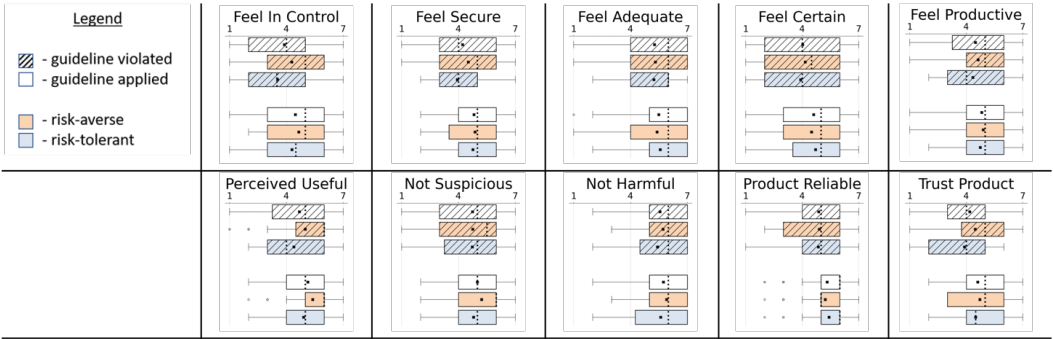 Legend
- guideline violated
- guideline applied
- risk-averse
- risk-tolerant
Feel In Control
1 4 7
Feel Secure
1 4 7
Feel Adequate
1 4 7
Feel Certain
1 4 7
Feel Productive
1 4 7
Perceived Useful
1 4 7
Not Suspicious
1 4 7
Not Harmful
1 4 7
Product Reliable
1 4 7
Trust Product
1 4 7